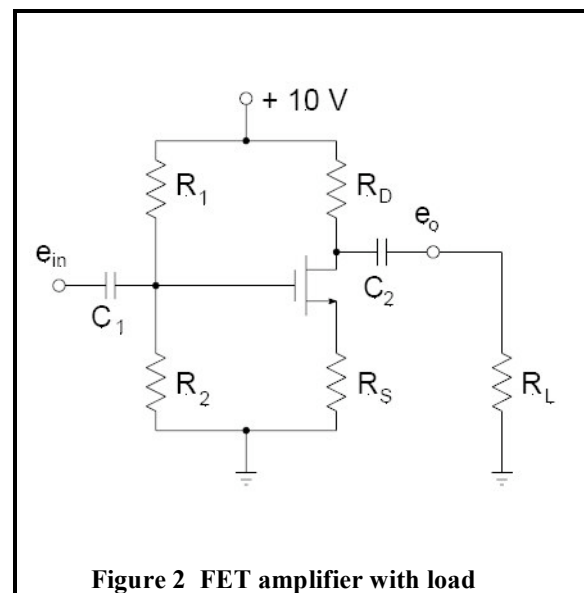 + 10 V
R1
RD
eo
ein
C1
C2
R2
RS
RL
Figure 2 FET amplifier with load